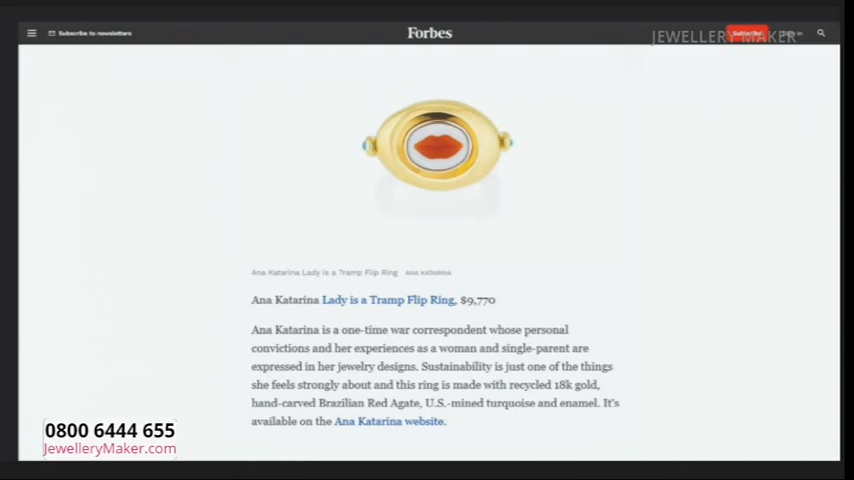 Subscribe to newsletters
Forbes
JEWELLERY MAKER
Ana Katarina Lady is a Tramp Flip Ring ANA KATARINA
Ana Katarina Lady is a Tramp Flip Ring, $9,770
Ana Katarina is a one-time war correspondent whose personal
convictions and her experiences as a woman and single-parent are
expressed in her jewelry designs. Sustainability is just one of the things
she feels strongly about and this ring is made with recycled 18k gold,
hand-carved Brazilian Red Agate, U.S.-mined turquoise and enamel. It's
available on the Ana Katarina website.
0800 6444 655
JewelleryMaker.com